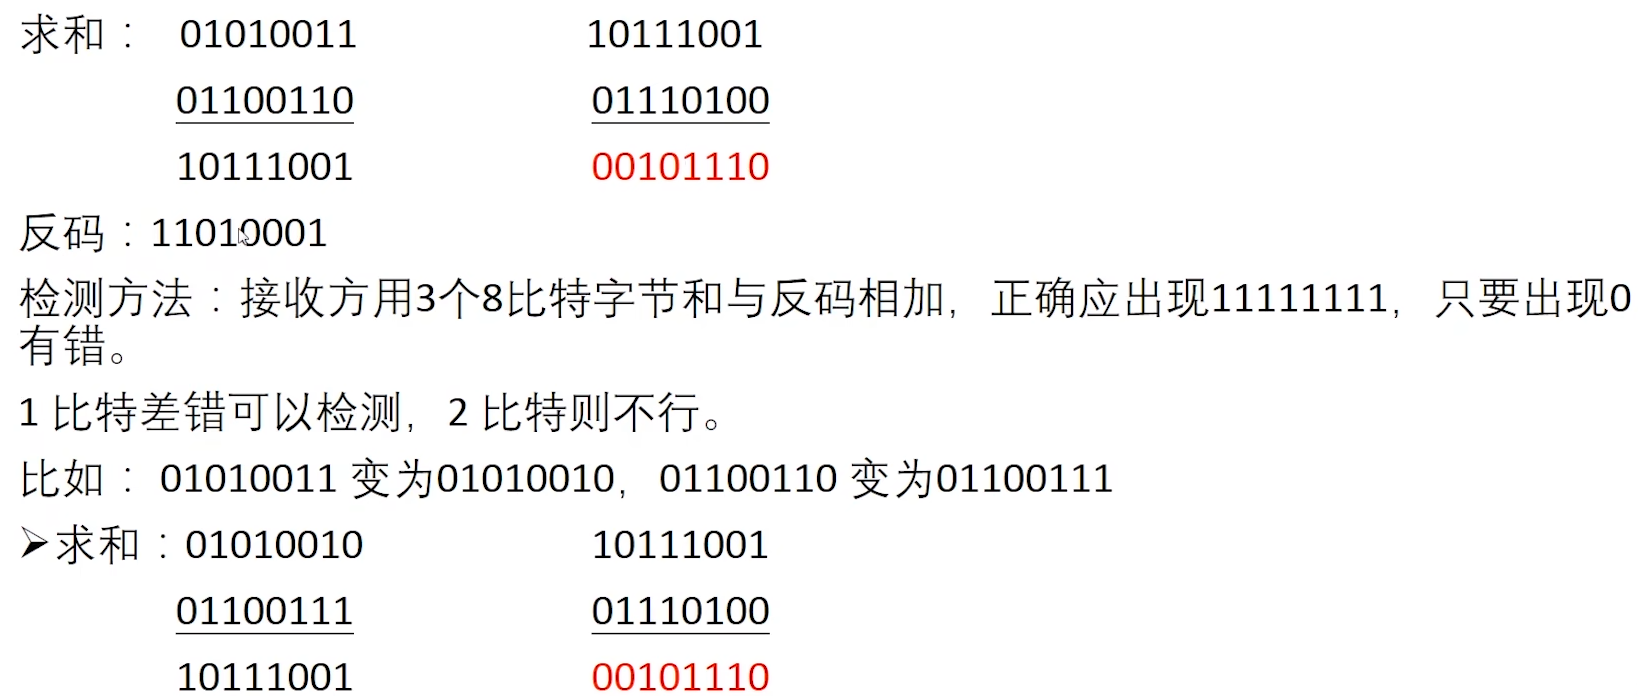 求和： 01010011 10111001
01100110 01110100
10111001 00101110
反码：11010001
检测方法：接收方用3个8比特字节和与反码相加，正确应出现11111111，只要出现0
有错。
1 比特差错可以检测，2 比特则不行。
比如： 01010011 变为01010010，01100110 变为01100111
➢求和：01010010 10111001
01100111 01110100
10111001 00101110